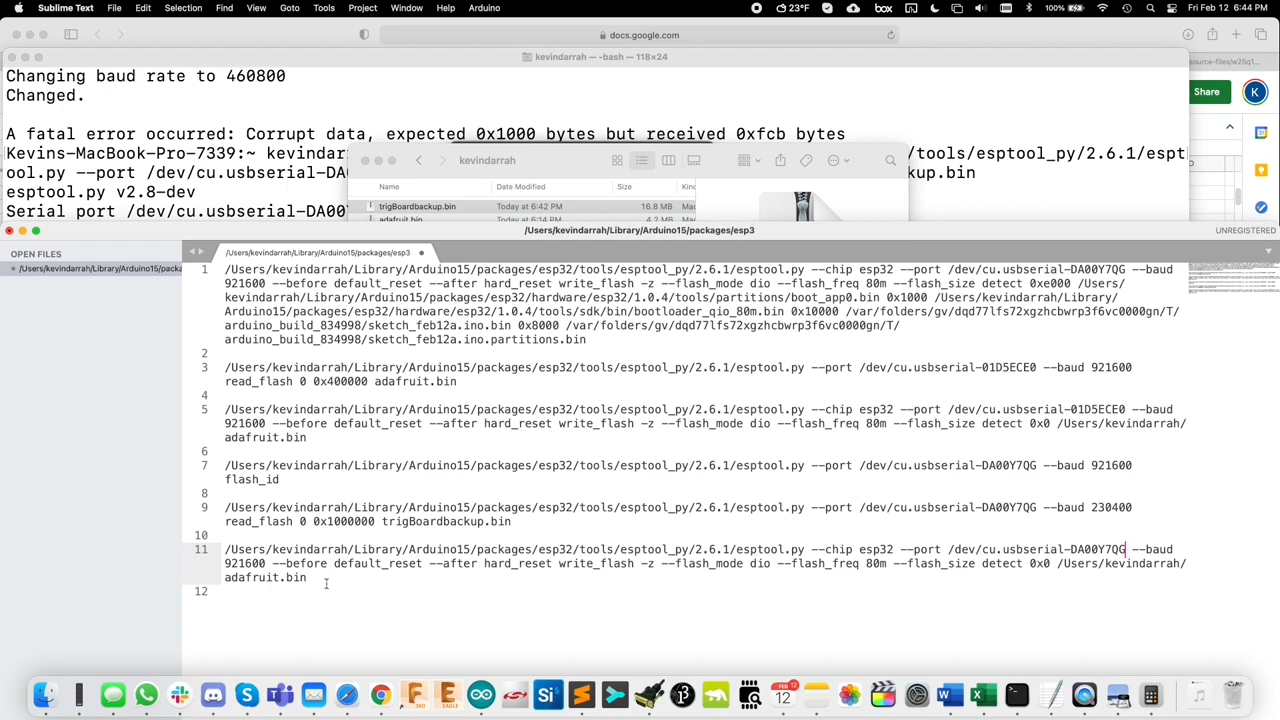 Sublime Text File Edit Selection Find View Goto Tools Project Window Help Arduino 23°F box 100% Fri Feb 12 6:44 PM
docs.google.com
kevindarrah — -bash — 118×24
Changing baud rate to 460800
Changed.
Share
K
A fatal error occurred: Corrupt data, expected 0x1000 bytes but received 0xfcb bytes
Kevins-MacBook-Pro-7339:~ kevindarr
/tools/esptool_py/2.6.1/espt
ool.py --port /dev/cu.usbserial-DA0
up.bin
esptool.py v2.8-dev
Serial port /dev/cu.usbserial-DA00Y
kevindarrah
Name Date Modified Size Kind
trigBoardbackup.bin Today at 6:42 PM 16.8 MB
adafruit.bin Today at 6:14 PM 4.2 MB
/Users/kevindarrah/Library/Arduino15/packages/esp3
UNREGISTERED
OPEN FILES
/Users/kevindarrah/Library/Arduino15/packa
/Users/kevindarrah/Library/Arduino15/packages/esp3
1 /Users/kevindarrah/Library/Arduino15/packages/esp32/tools/esptool_py/2.6.1/esptool.py --chip esp32 --port /dev/cu.usbserial-DA00Y7QG --baud
921600 --before default_reset --after hard_reset write_flash -z --flash_mode dio --flash_freq 80m --flash_size detect 0xe000 /Users/
kevindarrah/Library/Arduino15/packages/esp32/hardware/esp32/1.0.4/tools/partitions/boot_app0.bin 0x1000 /Users/kevindarrah/Library/
Arduino15/packages/esp32/hardware/esp32/1.0.4/tools/sdk/bin/bootloader_qio_80m.bin 0x10000 /var/folders/gv/dqd77lfs72xgzhcbwrp3f6vc0000gn/T/
arduino_build_834998/sketch_feb12a.ino.bin 0x8000 /var/folders/gv/dqd77lfs72xgzhcbwrp3f6vc0000gn/T/
arduino_build_834998/sketch_feb12a.ino.partitions.bin
2
3 /Users/kevindarrah/Library/Arduino15/packages/esp32/tools/esptool_py/2.6.1/esptool.py --port /dev/cu.usbserial-01D5ECE0 --baud 921600
read_flash 0 0x400000 adafruit.bin
4
5 /Users/kevindarrah/Library/Arduino15/packages/esp32/tools/esptool_py/2.6.1/esptool.py --chip esp32 --port /dev/cu.usbserial-01D5ECE0 --baud
921600 --before default_reset --after hard_reset write_flash -z --flash_mode dio --flash_freq 80m --flash_size detect 0x0 /Users/kevindarrah/
adafruit.bin
6
7 /Users/kevindarrah/Library/Arduino15/packages/esp32/tools/esptool_py/2.6.1/esptool.py --port /dev/cu.usbserial-DA00Y7QG --baud 921600
flash_id
8
9 /Users/kevindarrah/Library/Arduino15/packages/esp32/tools/esptool_py/2.6.1/esptool.py --port /dev/cu.usbserial-DA00Y7QG --baud 230400
read_flash 0 0x1000000 trigBoardbackup.bin
10
11 /Users/kevindarrah/Library/Arduino15/packages/esp32/tools/esptool_py/2.6.1/esptool.py --chip esp32 --port /dev/cu.usbserial-DA00Y7QG --baud
921600 --before default_reset --after hard_reset write_flash -z --flash_mode dio --flash_freq 80m --flash_size detect 0x0 /Users/kevindarrah/
adafruit.bin
12